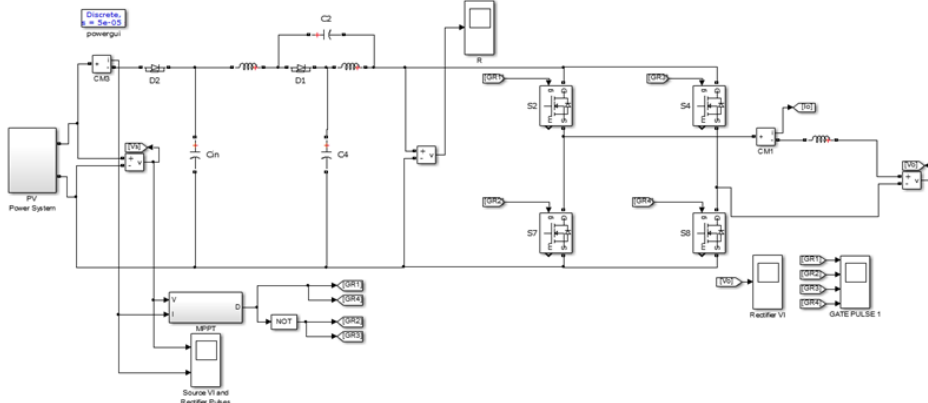 Discrete,
s = 5e-05
powergui
C2
R
CM3
D2
D1
[GR1]
[GR3]
S2
S4
[Io]
CM1
[Vs]
Cin
C4
[Vo]
PV
Power System
[GR2]
[GR4]
S7
S8
V
I
D
MPPT
NOT
[GR1]
[GR4]
[GR2]
[GR3]
[Vo]
Rectifier VI
[GR1]
[GR2]
[GR3]
[GR4]
GATE PULSE 1
Source VI and
Rectifier Pulses